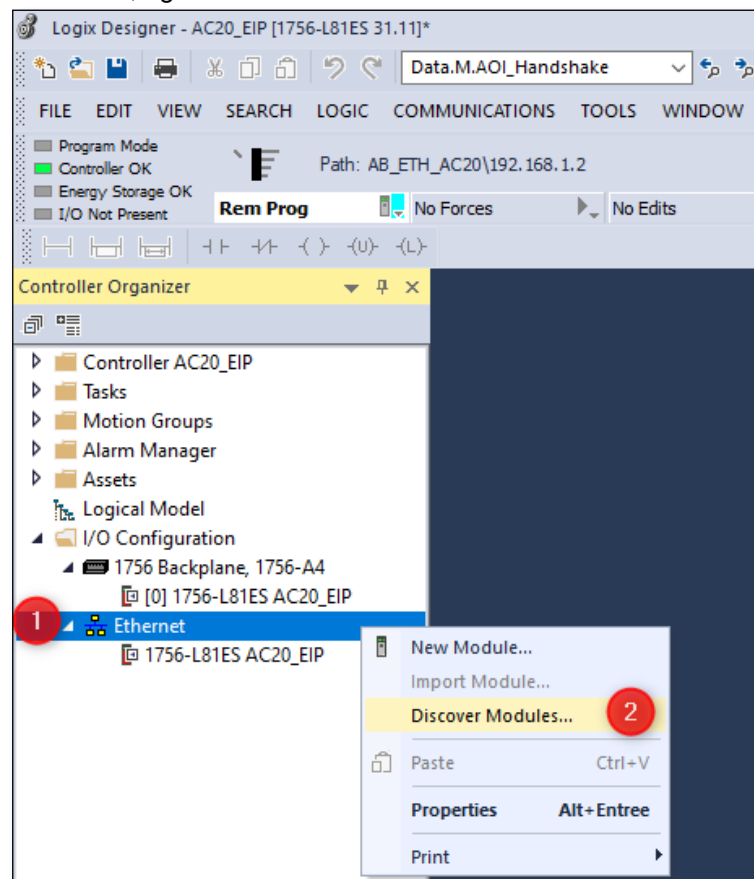 Logix Designer - AC20_EIP [1756-L81ES 31.11]*
Data.M.AOI_Handshake
FILE EDIT VIEW SEARCH LOGIC COMMUNICATIONS TOOLS WINDOW
Program Mode
Controller OK
Energy Storage OK
I/O Not Present
Path: AB_ETH_AC20\192.168.1.2
Rem Prog No Forces No Edits
Controller Organizer
Controller AC20_EIP
Tasks
Motion Groups
Alarm Manager
Assets
Logical Model
I/O Configuration
1756 Backplane, 1756-A4
[0] 1756-L81ES AC20_EIP
1 Ethernet
1756-L81ES AC20_EIP
New Module...
Import Module...
Discover Modules... 2
Paste Ctrl+V
Properties Alt+Entree
Print